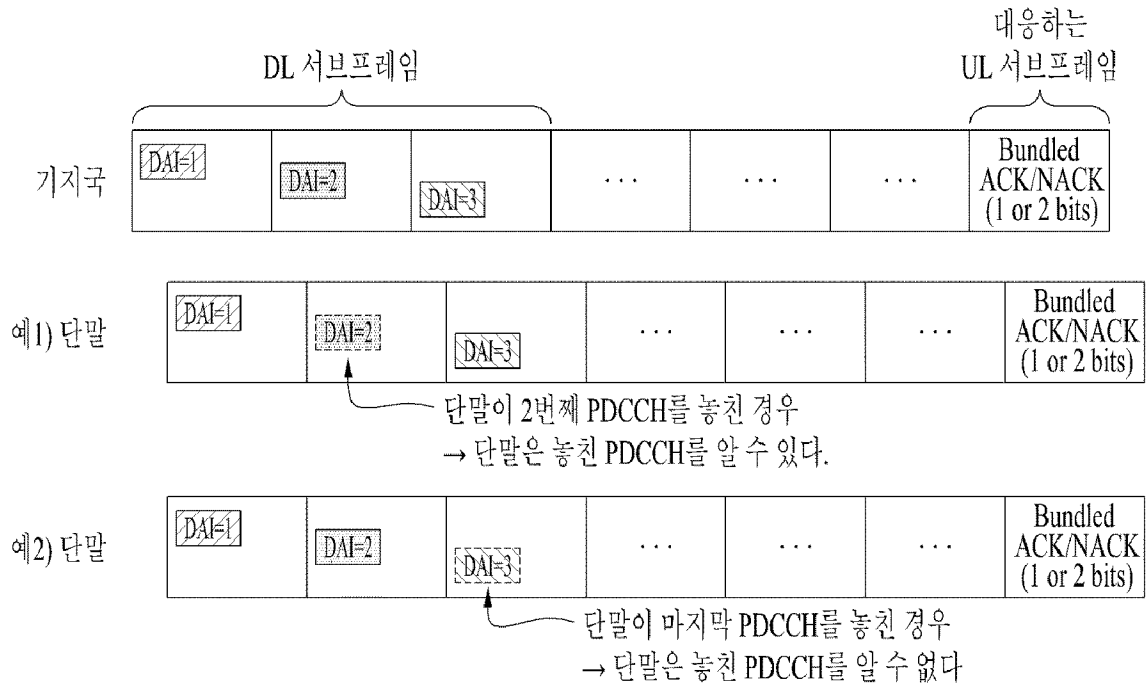 대응하는
DL 서브프레임
UL 서브프레임
기지국
DAI=1
DAI=2
DAI=3
...
...
...
Bundled
ACK/NACK
(1 or 2 bits)
예1) 단말
DAI=1
DAI=2
DAI=3
...
...
...
Bundled
ACK/NACK
(1 or 2 bits)
단말이 2번째 PDCCH를 놓친 경우
→ 단말은 놓친 PDCCH를 알 수 있다.
예2) 단말
DAI=1
DAI=2
DAI=3
...
...
...
Bundled
ACK/NACK
(1 or 2 bits)
단말이 마지막 PDCCH를 놓친 경우
→ 단말은 놓친 PDCCH를 알 수 없다